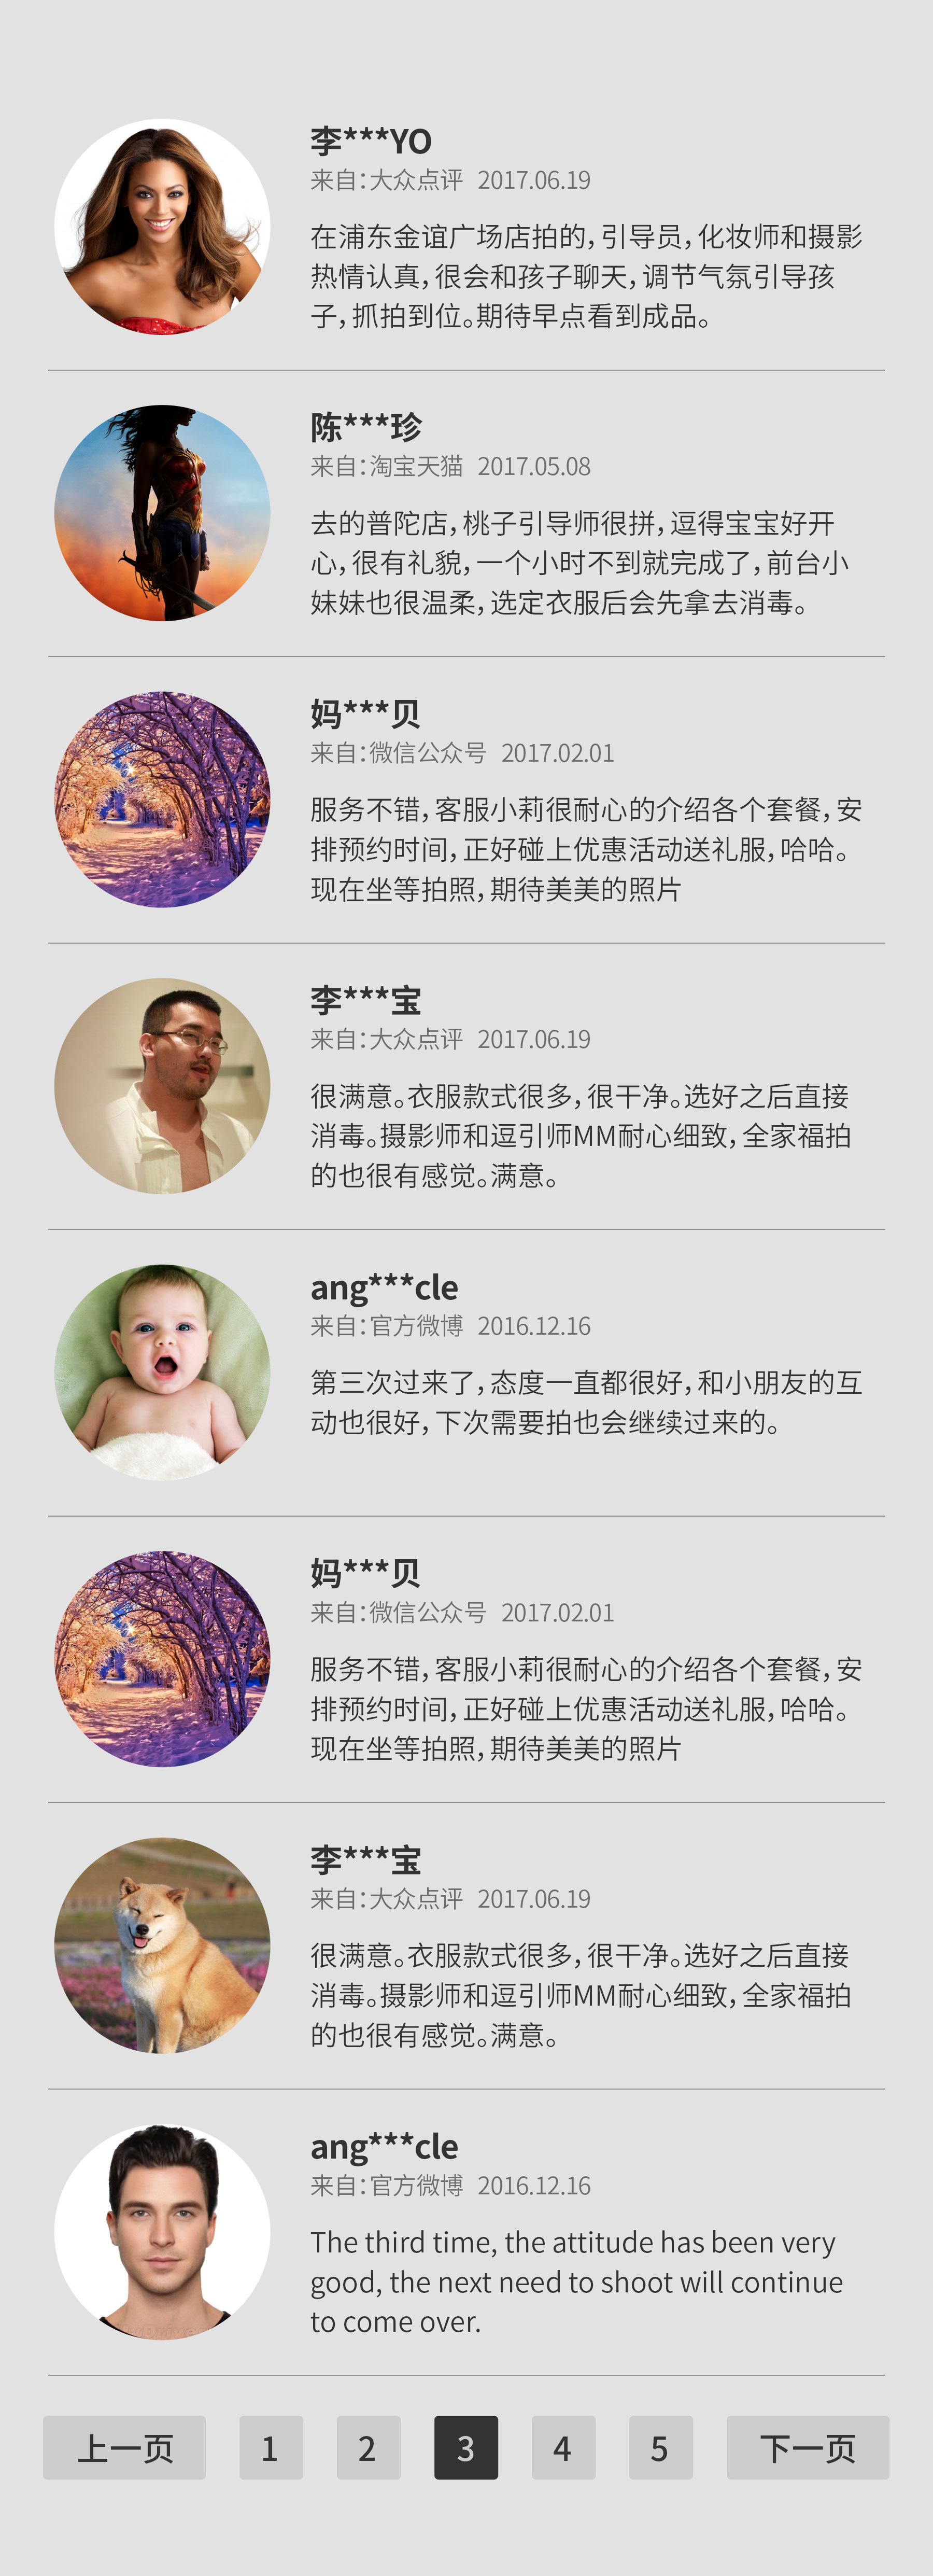 李***YO
来自：大众点评 2017.06.19
在浦东金谊广场店拍的，引导员，化妆师和摄影
热情认真，很会和孩子聊天，调节气氛引导孩
子，抓拍到位。期待早点看到成品。
陈***珍
来自：淘宝天猫 2017.05.08
去的普陀店，桃子引导师很拼，逗得宝宝好开
心，很有礼貌，一个小时不到就完成了，前台小
妹妹也很温柔，选定衣服后会先拿去消毒。
妈***贝
来自：微信公众号 2017.02.01
服务不错，客服小莉很耐心的介绍各个套餐，安
排预约时间，正好碰上优惠活动送礼服，哈哈。
现在坐等拍照，期待美美的照片
李***宝
来自：大众点评 2017.06.19
很满意。衣服款式很多，很干净。选好之后直接
消毒。摄影师和逗引师MM耐心细致，全家福拍
的也很有感觉。满意。
ang***cle
来自：官方微博 2016.12.16
第三次过来了，态度一直都很好，和小朋友的互
动也很好，下次需要拍也会继续过来的。
妈***贝
来自：微信公众号 2017.02.01
服务不错，客服小莉很耐心的介绍各个套餐，安
排预约时间，正好碰上优惠活动送礼服，哈哈。
现在坐等拍照，期待美美的照片
李***宝
来自：大众点评 2017.06.19
很满意。衣服款式很多，很干净。选好之后直接
消毒。摄影师和逗引师MM耐心细致，全家福拍
的也很有感觉。满意。
ang***cle
来自：官方微博 2016.12.16
The third time, the attitude has been very
good, the next need to shoot will continue
to come over.
上一页 1 2 3 4 5 下一页